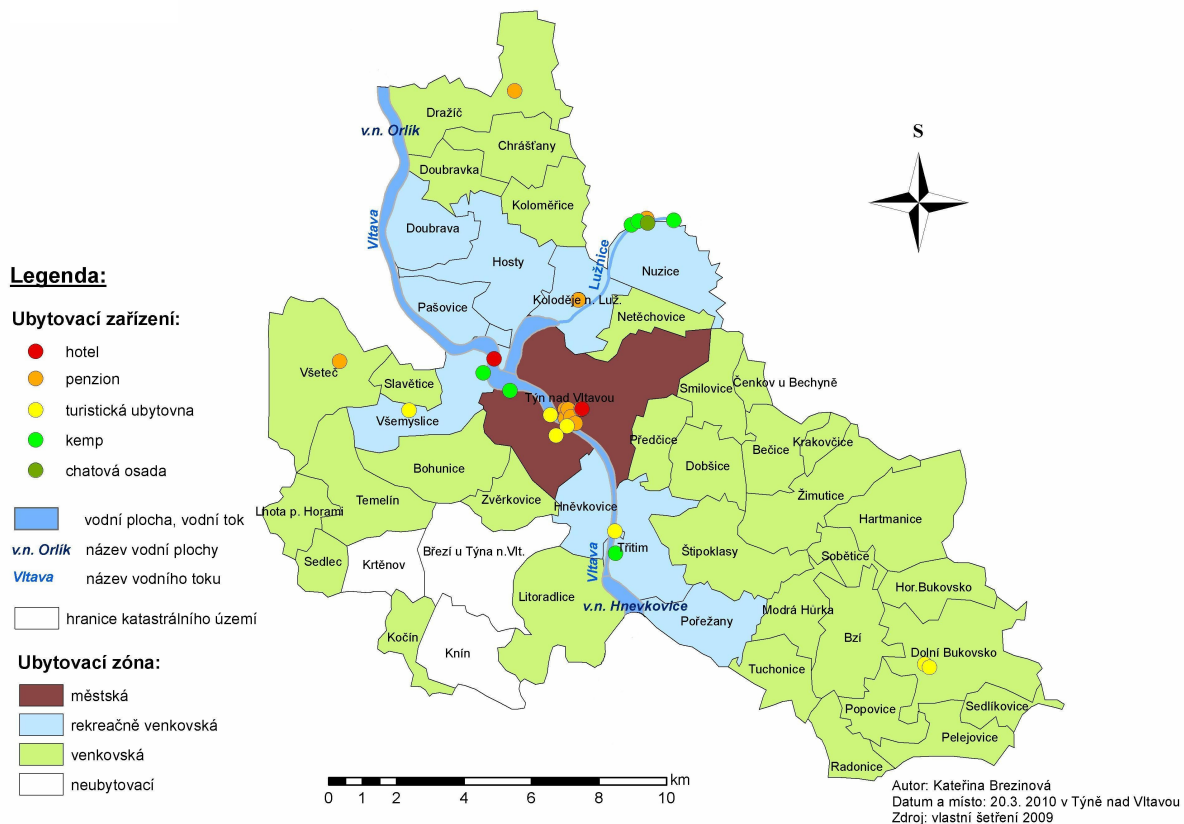 Dražíč
v.n. Orlík
S
Chrášťany
Doubravka
Koloměřice
Vltava
Doubrava
Hosty
Lužnice
Nuzice
Legenda:
Pašovice
Koloděje n. Luž.
Netěchovice
Ubytovací zařízení:
hotel
penzion
turistická ubytovna
kemp
chatová osada
Všeteč
Slavětice
Všemyslice
Týn nad Vltavou
Smilovice
Čenkov u Bechyně
Předčice
Dobšice
Bečice
Krakovčice
Bohunice
Zvěrkovice
Temelín
Žimutice
Hartmanice
Lhota p. Horami
Hněvkovice
vodní plocha, vodní tok
v.n. Orlík název vodní plochy
Vltava název vodního toku
hranice katastrálního území
Sedlec
Krtěnov
Březí u Týna n.Vlt.
Třitim
Štipoklasy
Soběticе
Vltava
Litoradlice
v.n. Hnevkovice
Hor.Bukovsko
Modrá Hůrka
Pořežany
Kočín
Knín
Bzí
Dolní Bukovsko
Tuchonice
Popovice
Sedlíkovice
Pelejovice
Radonice
Ubytovací zóna:
městská
rekreačně venkovská
venkovská
neubytovací
km
0 1 2 4 6 8 10
Autor: Kateřina Brezinová
Datum a místo: 20.3. 2010 v Týně nad Vltavou
Zdroj: vlastní šetření 2009